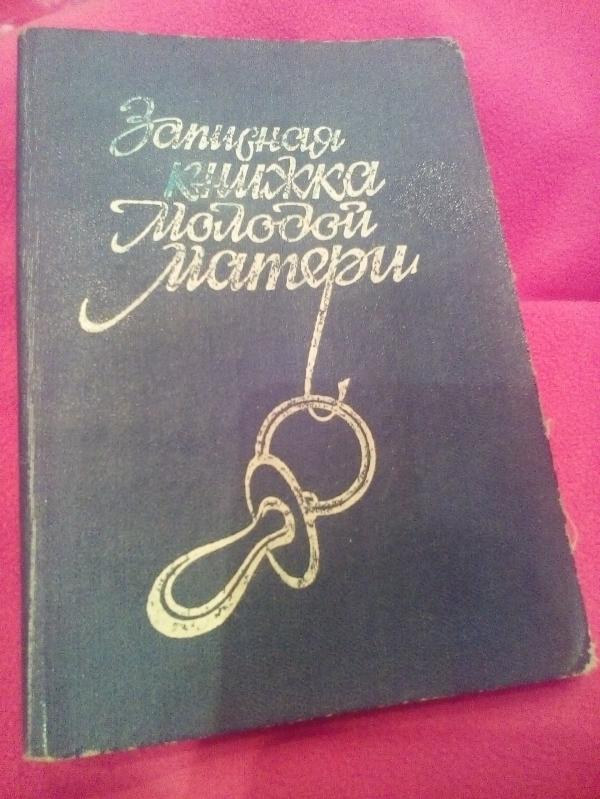 Записная
книжка
молодой
матери